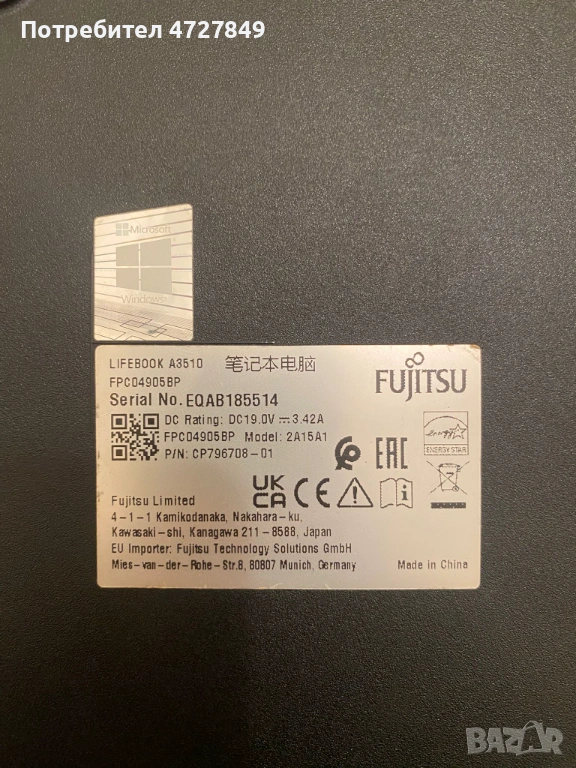 Потребител 4727849
Microsoft
Windows
LIFEBOOK A3510 笔记本电脑
FPC04905BP
FUJITSU
Serial No. EQAB185514
DC Rating: DC19.0V 3.42A
FPC04905BP Model: 2A15A1
P/N: CP796708-01
EAC
ENERGY STAR
UK
CA
CE
Fujitsu Limited
4-1-1 Kamikodanaka, Nakahara-ku,
Kawasaki-shi, Kanagawa 211-8588, Japan
EU Importer: Fujitsu Technology Solutions GmbH
Mies-van-der-Rohe-Str.8, 80807 Munich, Germany
Made in China
BAZAR